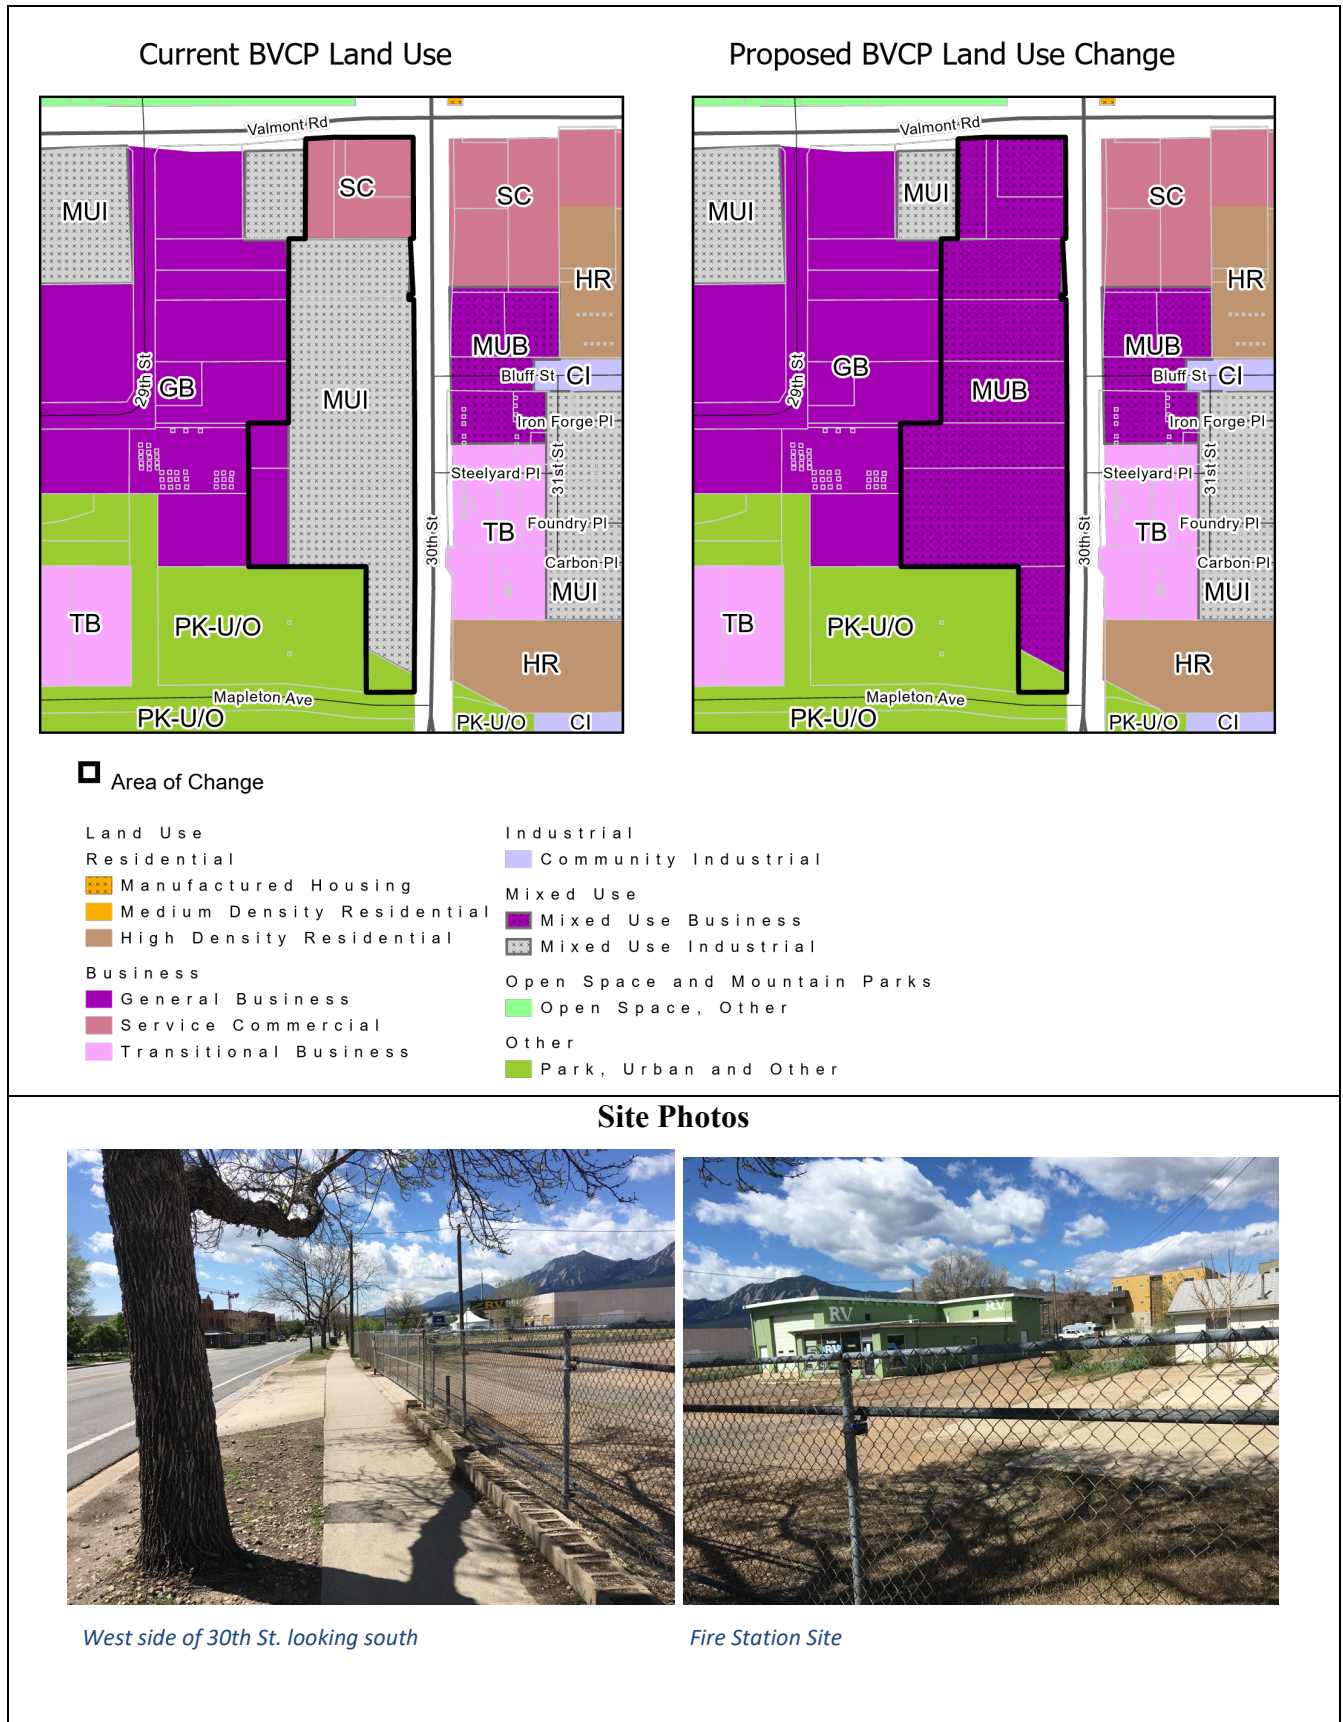 Current BVCP Land Use
Valmont Rd
SC
MUI
SC
HR
MUB
29th St
GB
MUI
Bluff St
CI
Iron Forge Pl
Steelyard Pl
31st St
30th St
TB
Foundry Pl
Carbon Pl
MUI
TB
PK-U/O
HR
Mapleton Ave
PK-U/O
PK-U/O
CI
Proposed BVCP Land Use Change
Valmont Rd
MUI
MUI
SC
HR
MUB
29th St
GB
MUB
Bluff St
CI
Iron Forge Pl
Steelyard Pl
31st St
30th St
TB
Foundry Pl
Carbon Pl
MUI
TB
PK-U/O
HR
Mapleton Ave
PK-U/O
PK-U/O
CI
Area of Change
Land Use
Residential
Manufactured Housing
Medium Density Residential
High Density Residential
Business
General Business
Service Commercial
Transitional Business
Industrial
Community Industrial
Mixed Use
Mixed Use Business
Mixed Use Industrial
Open Space and Mountain Parks
Open Space, Other
Other
Park, Urban and Other
Site Photos
RV
RV
RV
RV
West side of 30th St. looking south
Fire Station Site